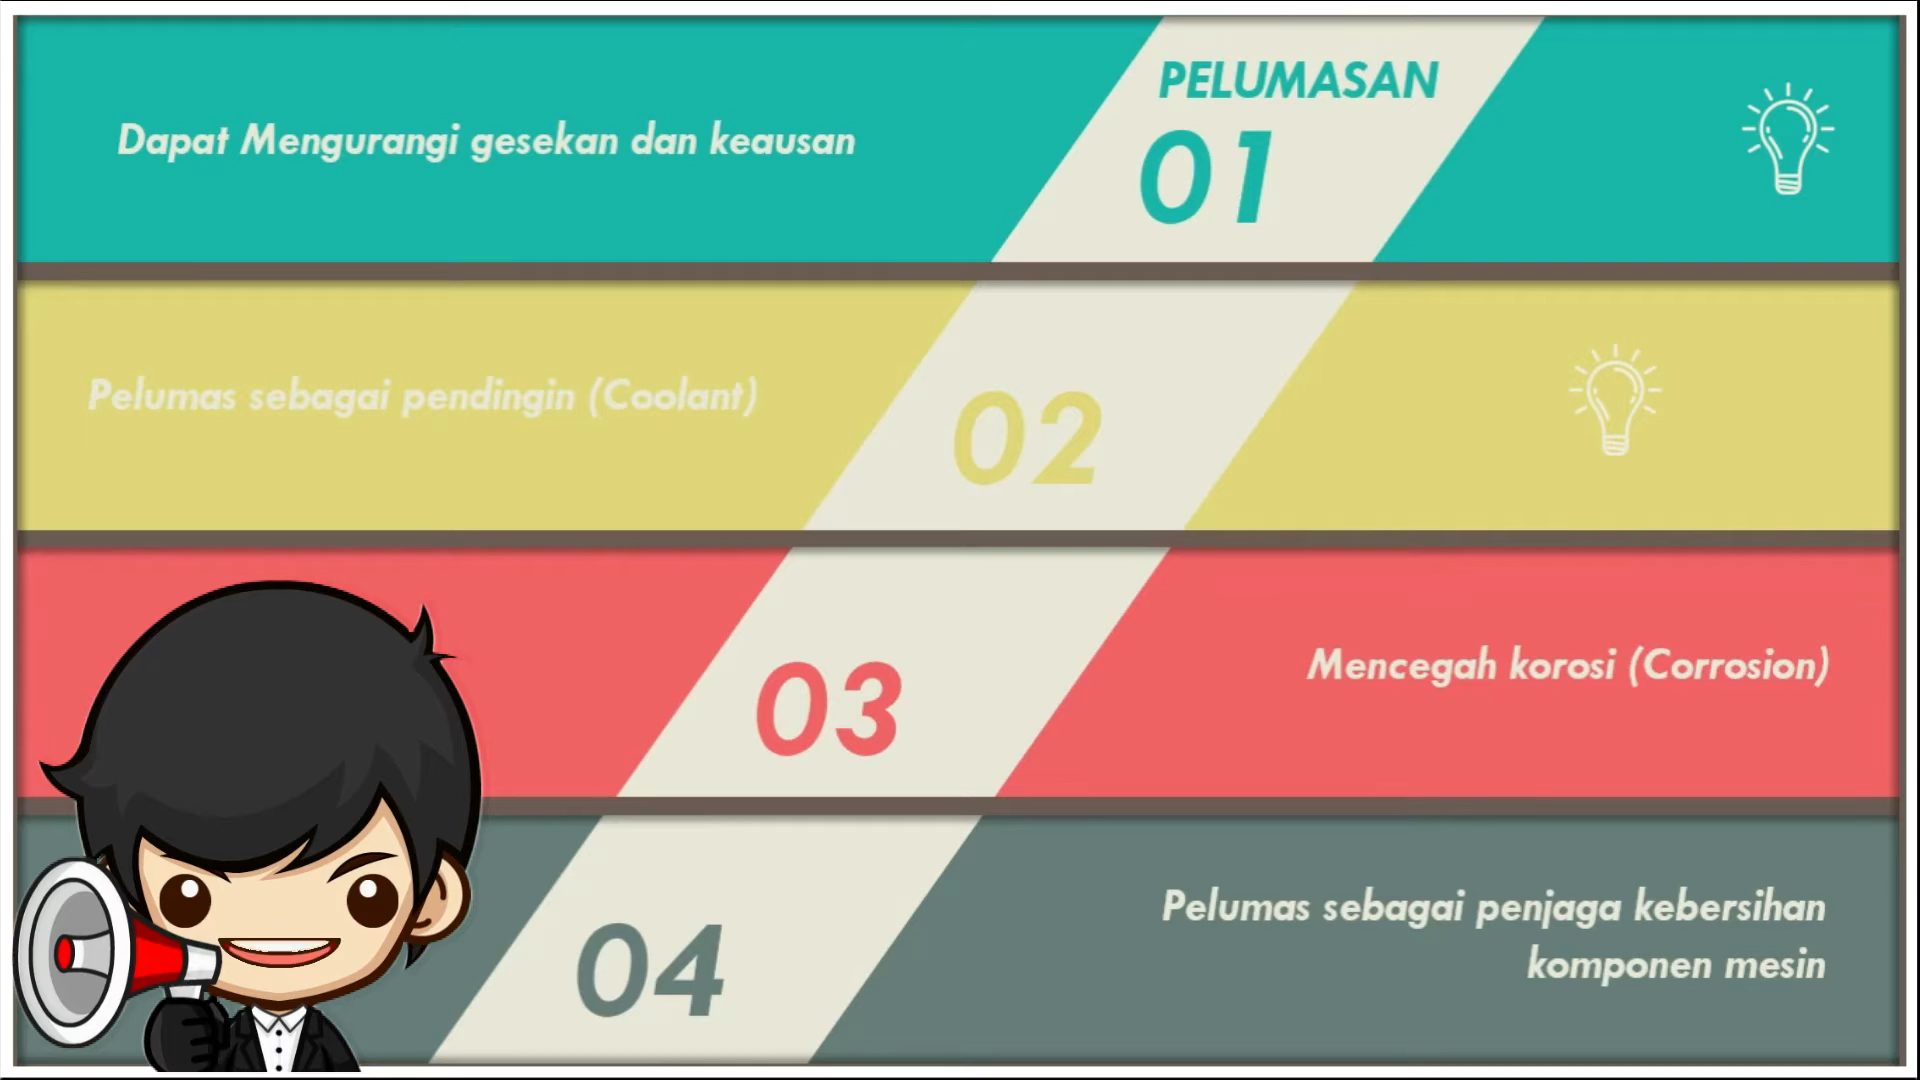 PELUMASAN
Dapat Mengurangi gesekan dan keausan
01
Pelumas sebagai pendingin (Coolant)
02
03
Mencegah korosi (Corrosion)
04
Pelumas sebagai penjaga kebersihan
komponen mesin